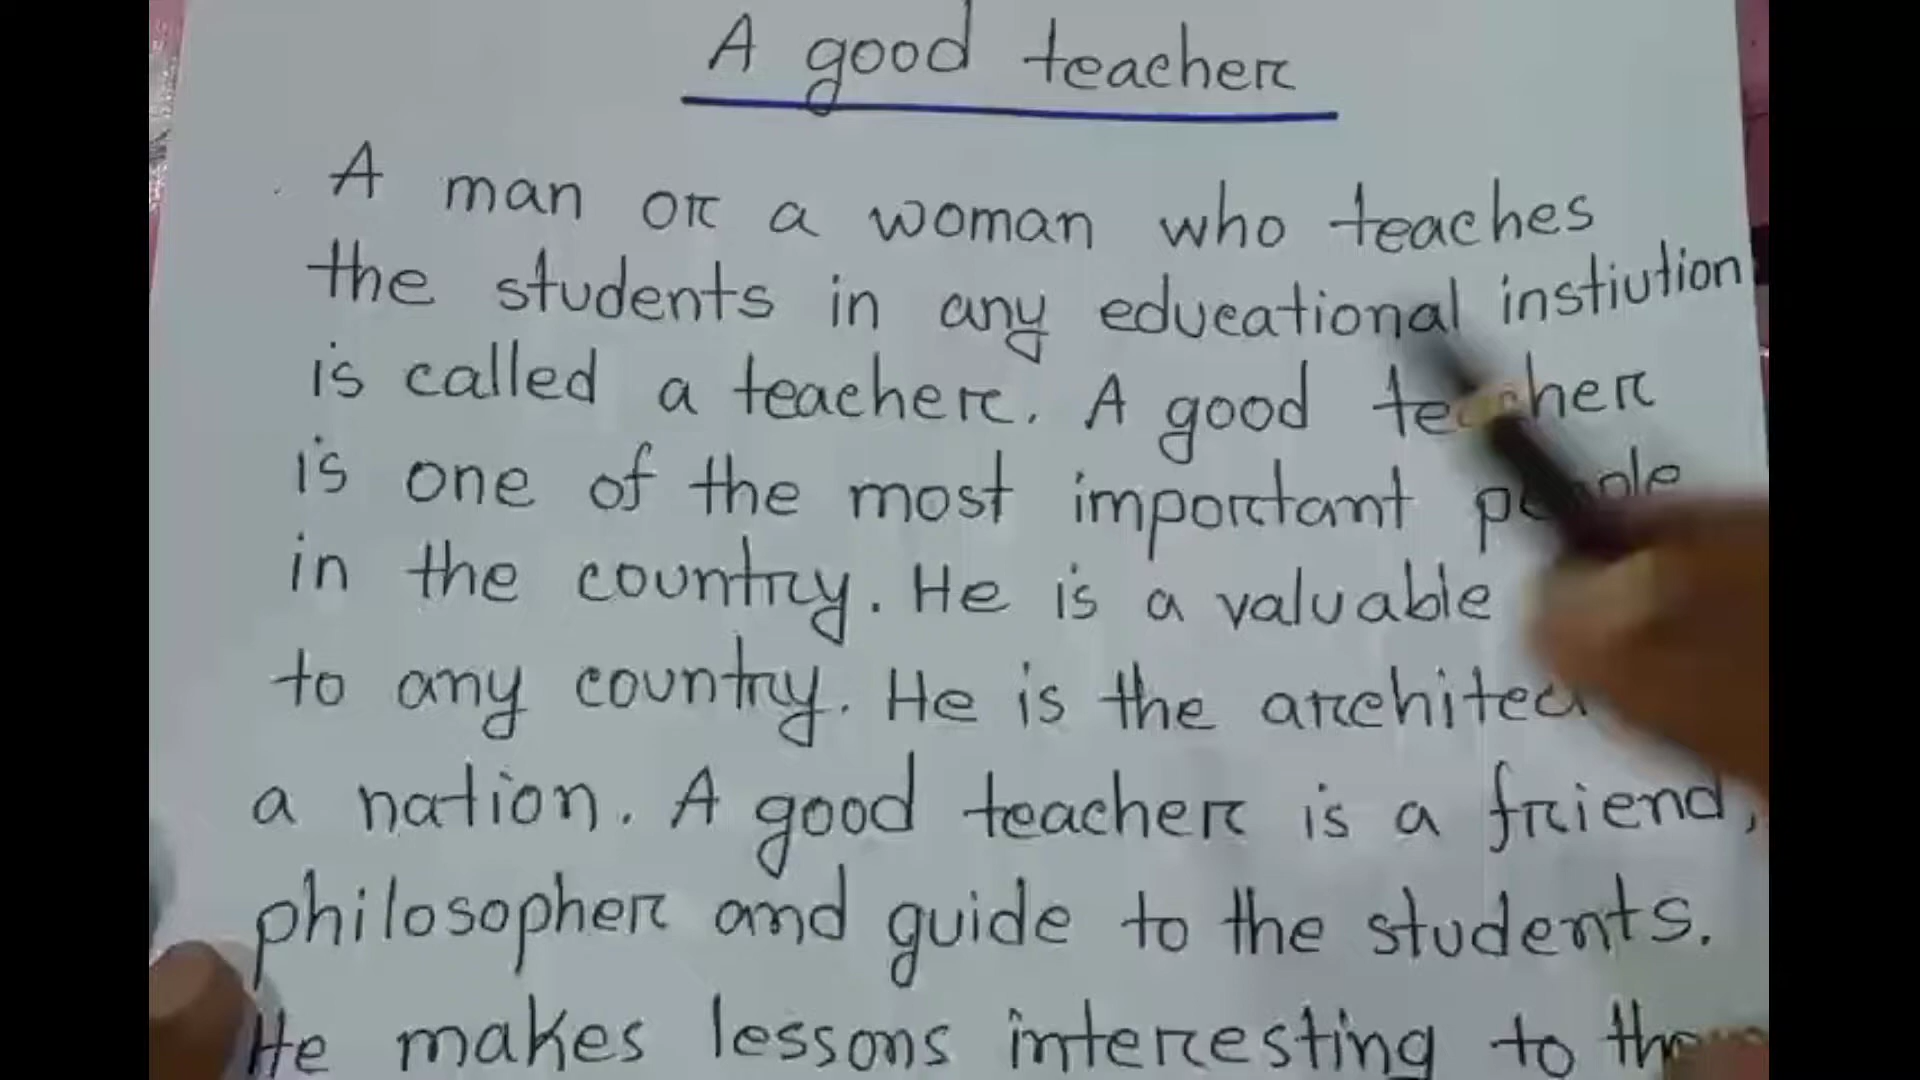 A good teacher
A man or a woman who teaches
the students in any educational instiution
is called a teacher. A good teacher
is one of the most important people
in the country. He is a valuable
to any country. He is the
a nation. A good teacher is a friend,
philosopher and guide to the students.
He makes lessons interesting to